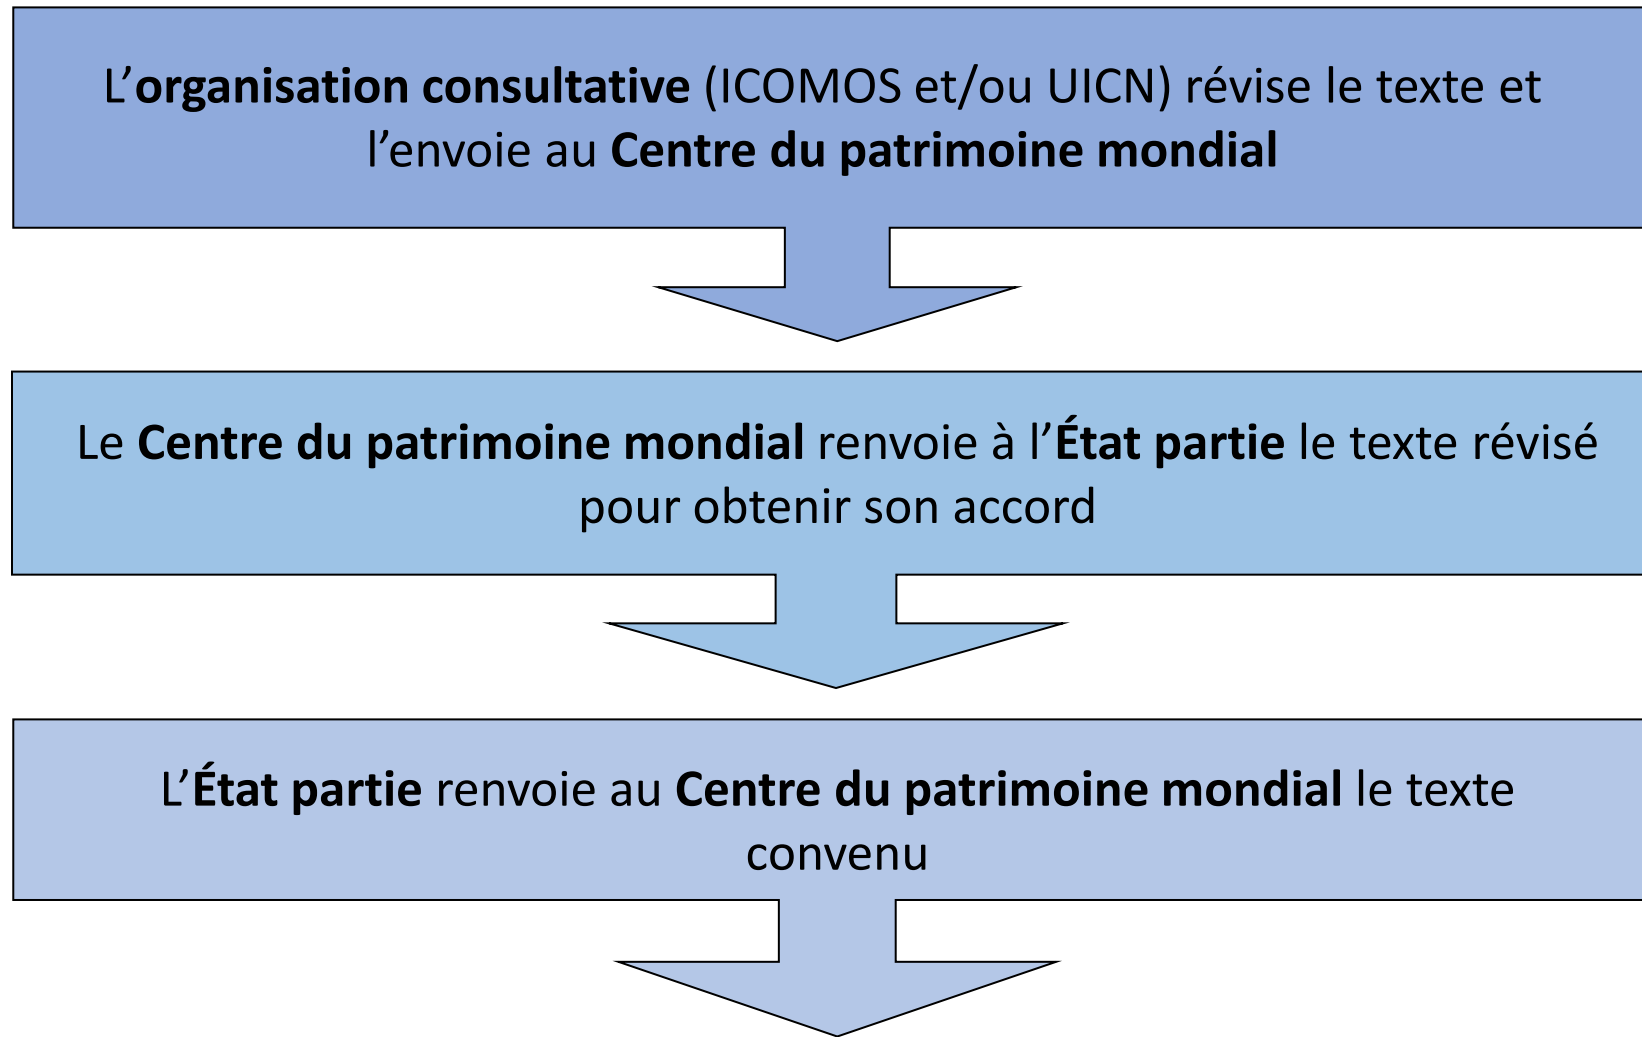 L’organisation consultative (ICOMOS et/ou UICN) révise le texte et
l’envoie au Centre du patrimoine mondial
Le Centre du patrimoine mondial renvoie à l’État partie le texte révisé
pour obtenir son accord
L’État partie renvoie au Centre du patrimoine mondial le texte
convenu